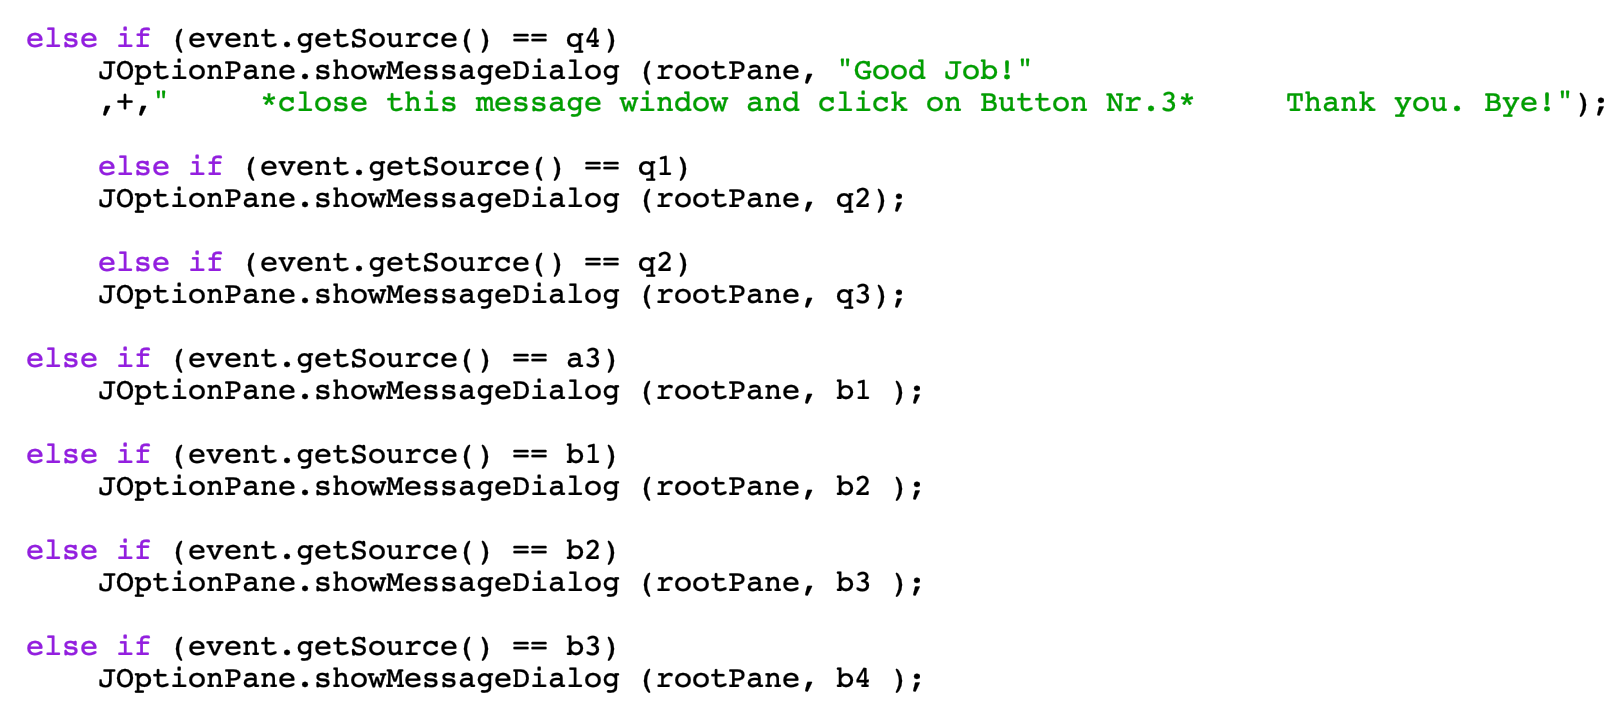 else if (event.getSource() == q4)
    JOptionPane.showMessageDialog (rootPane, "Good Job!"
    ,+,"     *close this message window and click on Button Nr.3*     Thank you. Bye!");

    else if (event.getSource() == q1)
    JOptionPane.showMessageDialog (rootPane, q2);

    else if (event.getSource() == q2)
    JOptionPane.showMessageDialog (rootPane, q3);

else if (event.getSource() == a3)
    JOptionPane.showMessageDialog (rootPane, b1 );

else if (event.getSource() == b1)
    JOptionPane.showMessageDialog (rootPane, b2 );

else if (event.getSource() == b2)
    JOptionPane.showMessageDialog (rootPane, b3 );

else if (event.getSource() == b3)
    JOptionPane.showMessageDialog (rootPane, b4 );